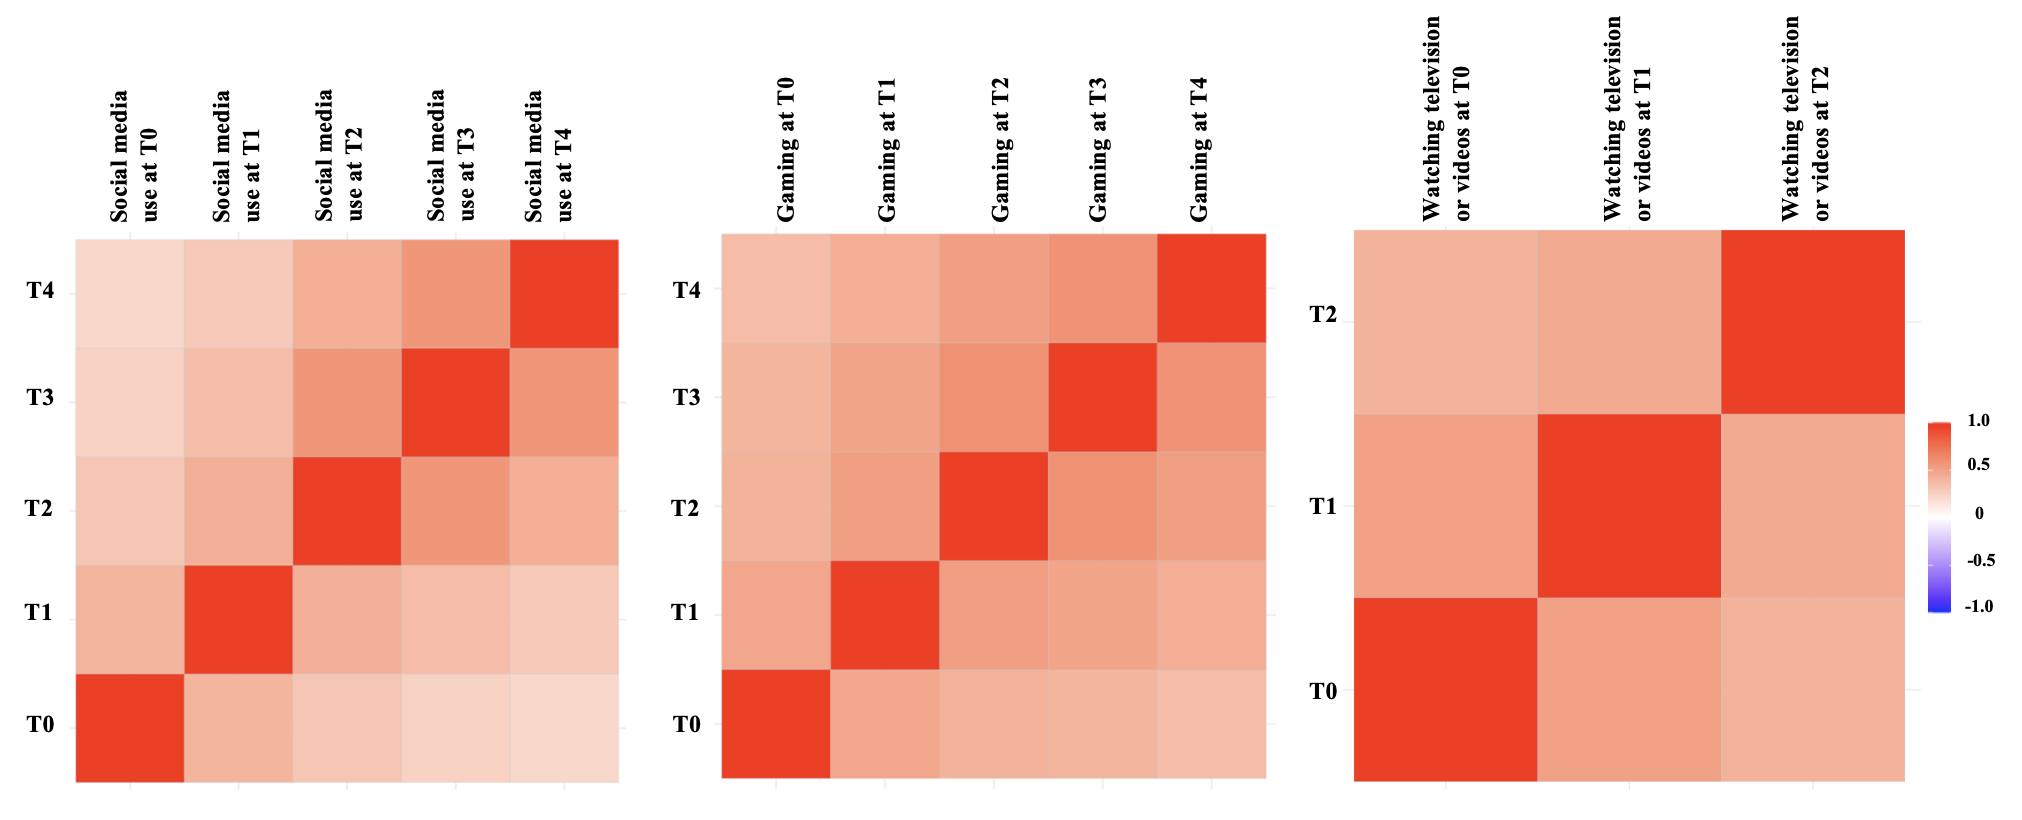 Social media
use at T0
Social media
use at T1
Social media
use at T2
Social media
use at T3
Social media
use at T4
T4
T3
T2
T1
T0
Gaming at T0
Gaming at T1
Gaming at T2
Gaming at T3
Gaming at T4
T4
T3
T2
T1
T0
Watching television
or videos at T0
Watching television
or videos at T1
Watching television
or videos at T2
T2
T1
T0
1.0
0.5
0
-0.5
-1.0